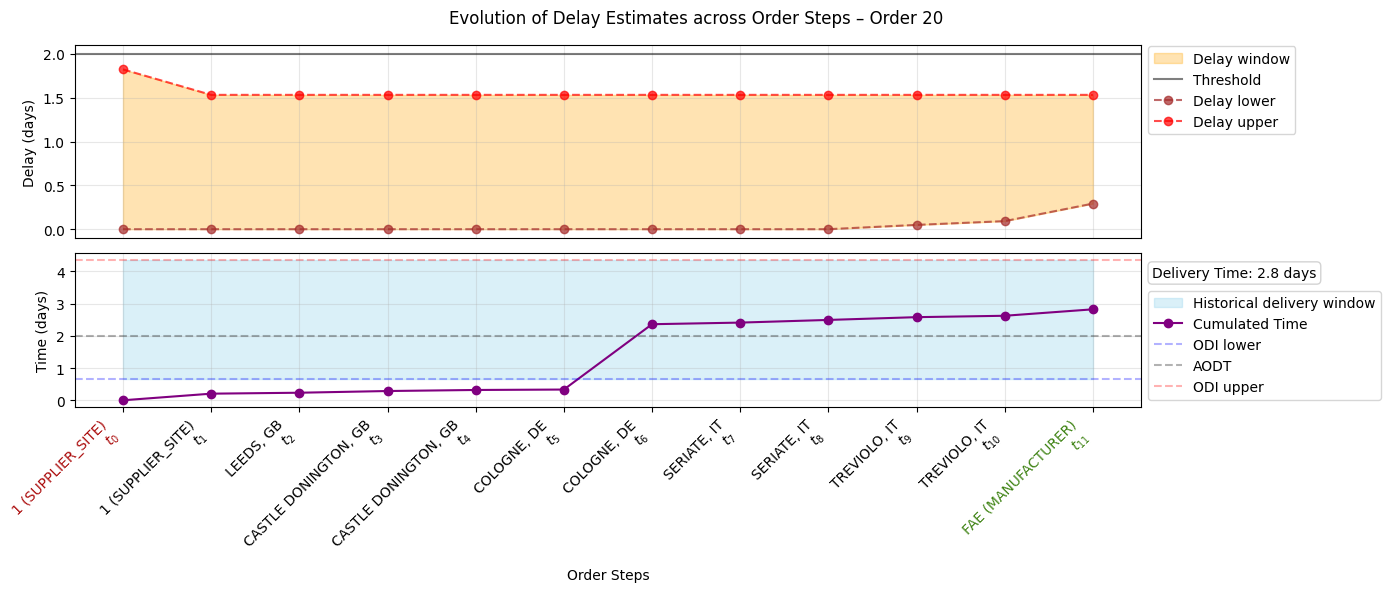 Evolution of Delay Estimates across Order Steps – Order 20
Delay (days)
2.0
1.5
1.0
0.5
0.0
Delay window
Threshold
Delay lower
Delay upper
Time (days)
4
3
2
1
0
Delivery Time: 2.8 days
Historical delivery window
Cumulated Time
ODI lower
AODT
ODI upper
1 (SUPPLIER_SITE)
t0
1 (SUPPLIER_SITE)
t1
LEEDS, GB
t2
CASTLE DONINGTON, GB
t3
CASTLE DONINGTON, GB
t4
COLOGNE, DE
t5
COLOGNE, DE
t6
SERIATE, IT
t7
SERIATE, IT
t8
TREVIOLO, IT
t9
TREVIOLO, IT
t10
FAE (MANUFACTURER)
t11
Order Steps